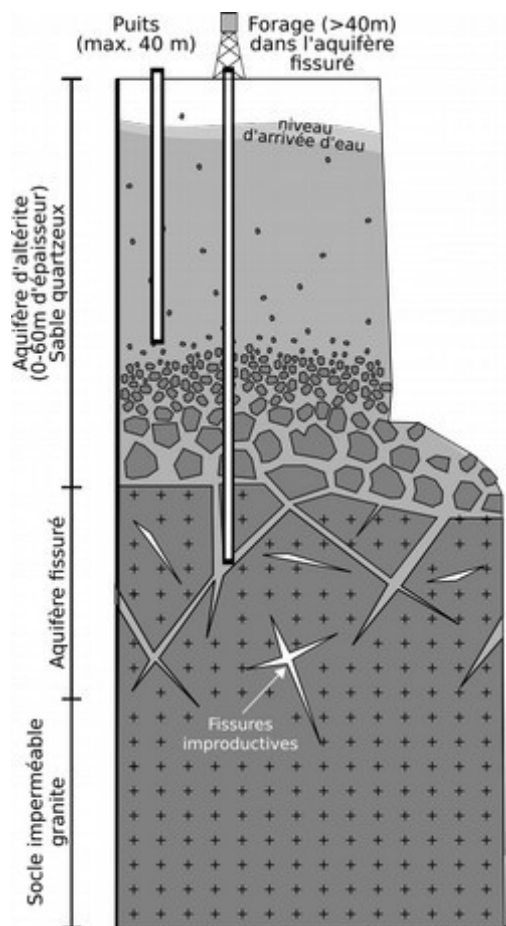 Puits
(max. 40 m)
Forage (>40m)
dans l'aquifère
fissuré
niveau
d'arrivée d'eau
Aquifère d'altérite
(0-60m d'épaisseur)
Sable quartzeux
Aquifère fissuré
Fissures
improductives
Socle imperméable
granite